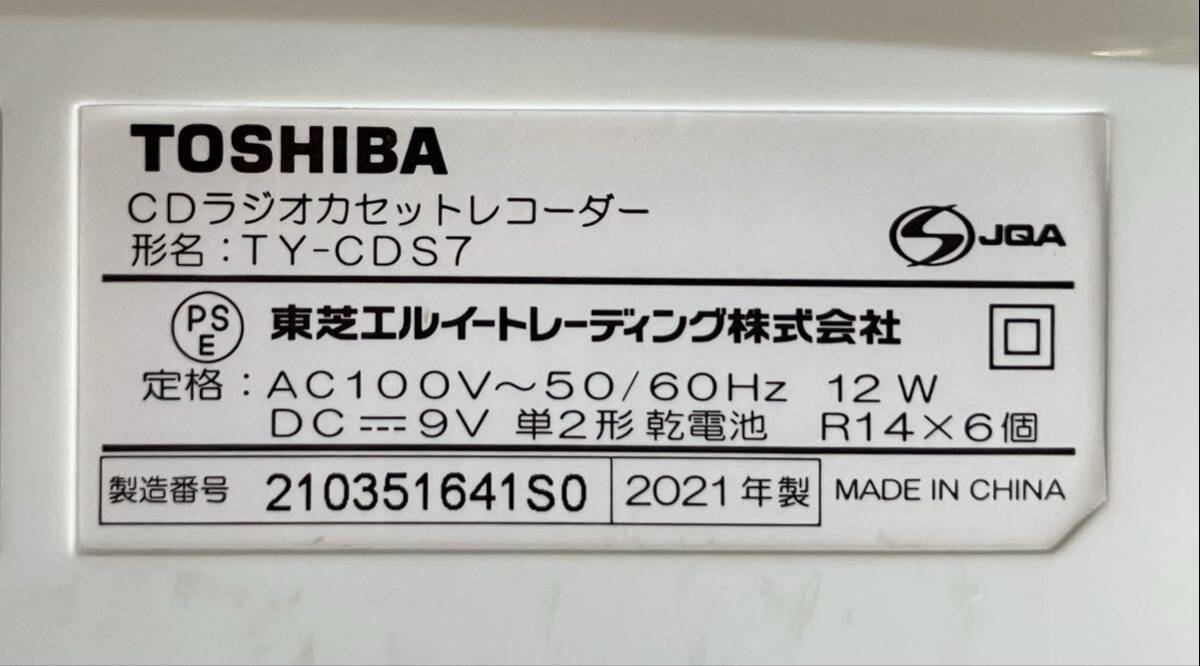 TOSHIBA
CDラジオカセットレコーダー
形名:TY-CDS7
JQA
PS
E
東芝エルイートレーディング株式会社
定格:AC100V~50/60Hz 12W
DC⎓9V 単2形 乾電池 R14×6個
製造番号 210351641S0 2021年製 MADE IN CHINA